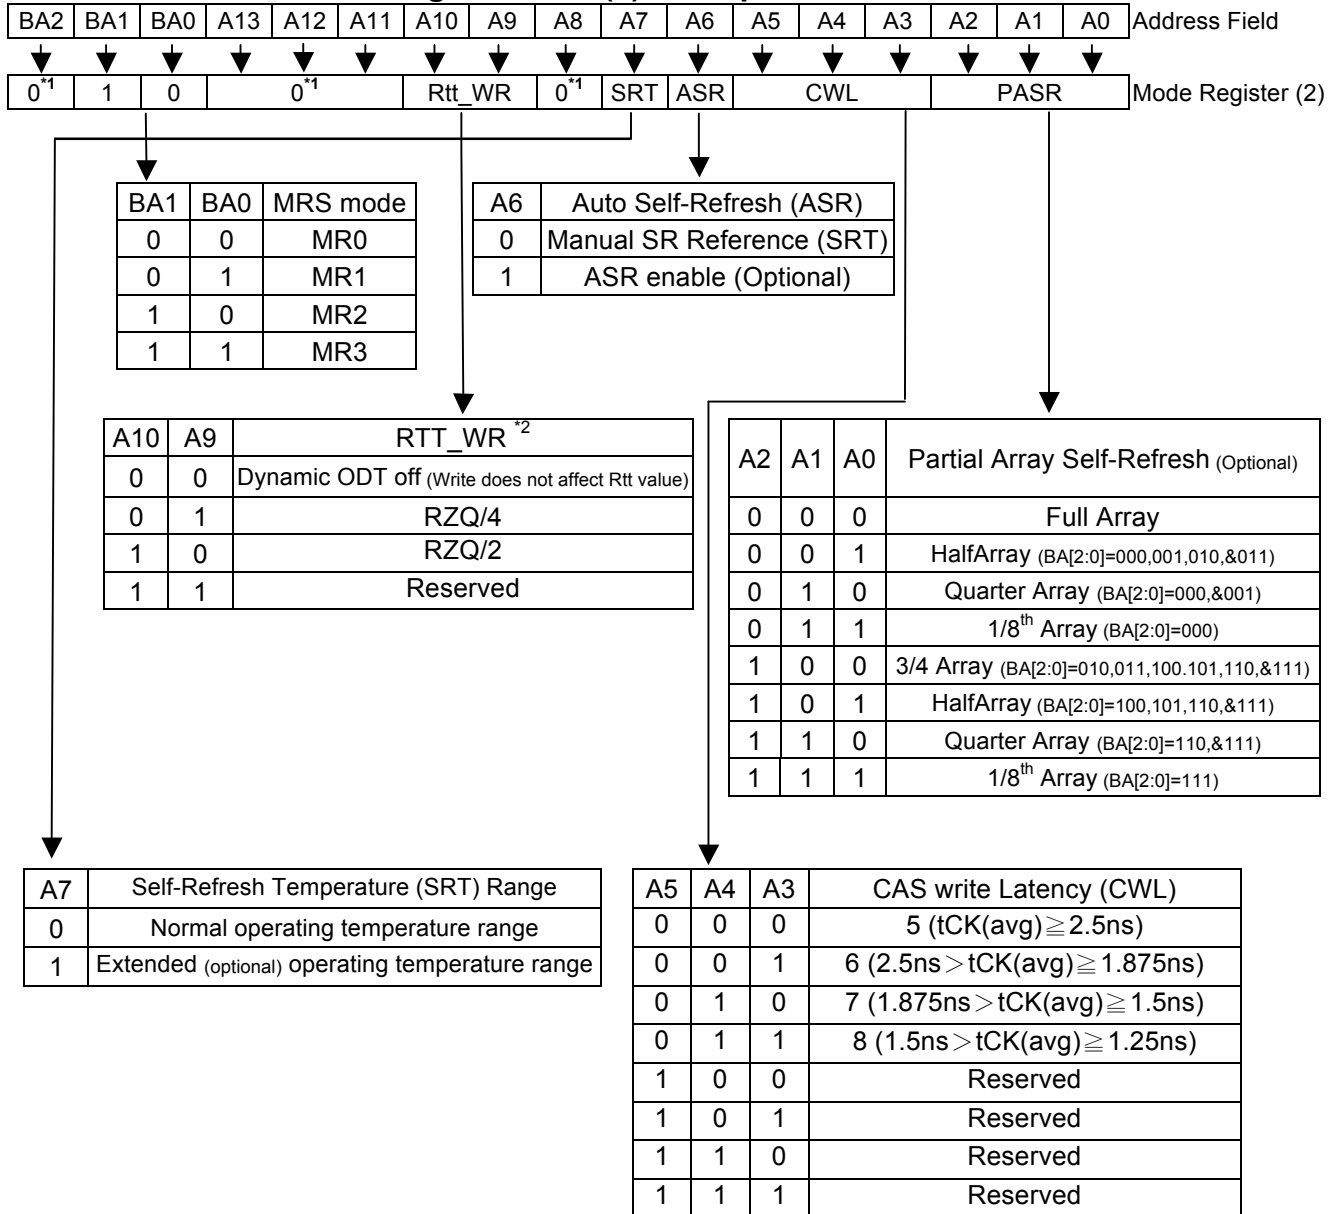 BA2 BA1 BA0 A13 A12 A11 A10 A9 A8 A7 A6 A5 A4 A3 A2 A1 A0 Address Field
0*1 1 0 0*1 Rtt_WR 0*1 SRT ASR CWL PASR Mode Register (2)
BA1 BA0 MRS mode
0 0 MR0
0 1 MR1
1 0 MR2
1 1 MR3
A6 Auto Self-Refresh (ASR)
0 Manual SR Reference (SRT)
1 ASR enable (Optional)
A10 A9 RTT_WR *2
0 0 Dynamic ODT off (Write does not affect Rtt value)
0 1 RZQ/4
1 0 RZQ/2
1 1 Reserved
A2 A1 A0 Partial Array Self-Refresh (Optional)
0 0 0 Full Array
0 0 1 HalfArray (BA[2:0]=000,001,010,&011)
0 1 0 Quarter Array (BA[2:0]=000,&001)
0 1 1 1/8th Array (BA[2:0]=000)
1 0 0 3/4 Array (BA[2:0]=010,011,100.101,110,&111)
1 0 1 HalfArray (BA[2:0]=100,101,110,&111)
1 1 0 Quarter Array (BA[2:0]=110,&111)
1 1 1 1/8th Array (BA[2:0]=111)
A7 Self-Refresh Temperature (SRT) Range
0 Normal operating temperature range
1 Extended (optional) operating temperature range
A5 A4 A3 CAS write Latency (CWL)
0 0 0 5 (tCK(avg)≧2.5ns)
0 0 1 6 (2.5ns>tCK(avg)≧1.875ns)
0 1 0 7 (1.875ns>tCK(avg)≧1.5ns)
0 1 1 8 (1.5ns>tCK(avg)≧1.25ns)
1 0 0 Reserved
1 0 1 Reserved
1 1 0 Reserved
1 1 1 Reserved